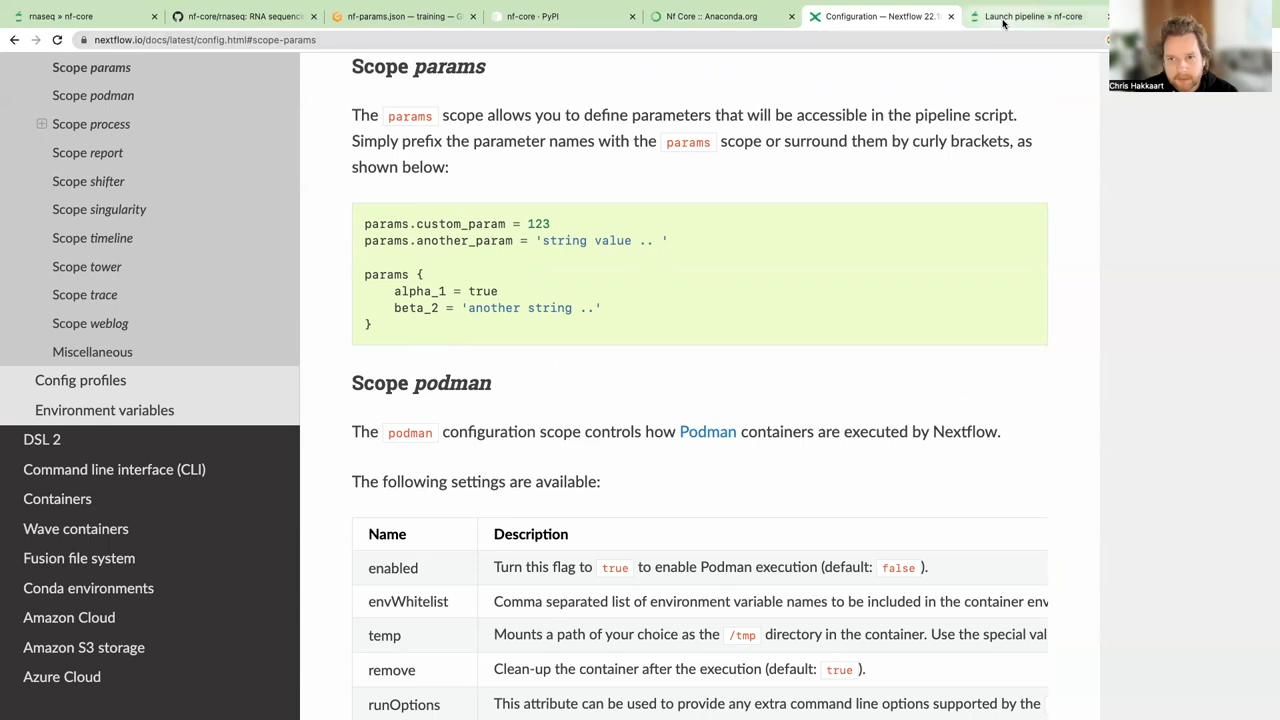 rnaseq » nf-core
nf-core/rnaseq: RNA sequenci
nf-params.json — training — G
nf-core · PyPI
Nf Core :: Anaconda.org
Configuration — Nextflow 22.1
Launch pipeline » nf-core
nextflow.io/docs/latest/config.html#scope-params
Chris Hakkaart
Scope params
Scope podman
Scope process
Scope report
Scope shifter
Scope singularity
Scope timeline
Scope tower
Scope trace
Scope weblog
Miscellaneous
Config profiles
Environment variables
DSL 2
Command line interface (CLI)
Containers
Wave containers
Fusion file system
Conda environments
Amazon Cloud
Amazon S3 storage
Azure Cloud
Scope params
The params scope allows you to define parameters that will be accessible in the pipeline script.
Simply prefix the parameter names with the params scope or surround them by curly brackets, as
shown below:
params.custom_param = 123
params.another_param = 'string value .. '
params {
alpha_1 = true
beta_2 = 'another string ..'
}
Scope podman
The podman configuration scope controls how Podman containers are executed by Nextflow.
The following settings are available:
Name Description
enabled Turn this flag to true to enable Podman execution (default: false ).
envWhitelist Comma separated list of environment variable names to be included in the container env
temp Mounts a path of your choice as the /tmp directory in the container. Use the special val
remove Clean-up the container after the execution (default: true ).
runOptions This attribute can be used to provide any extra command line options supported by the